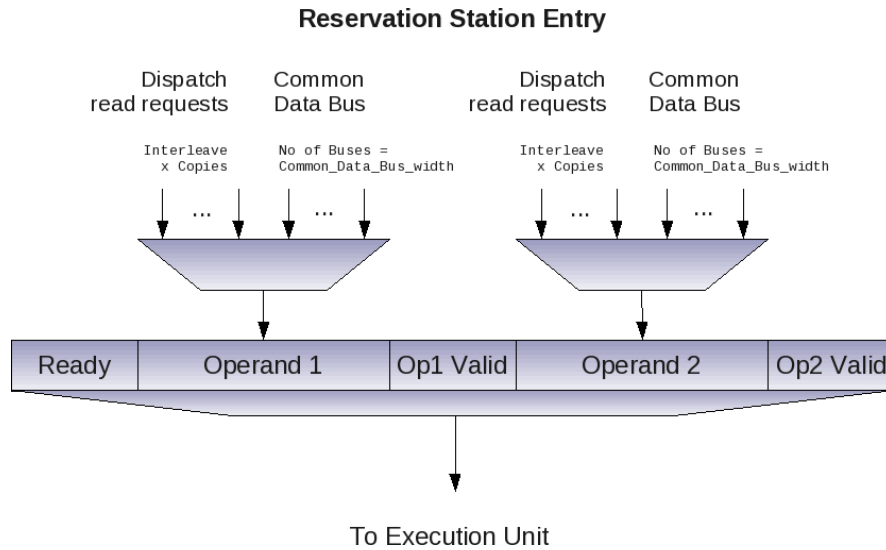 Reservation Station Entry
Dispatch
read requests
Common
Data Bus
Dispatch
read requests
Common
Data Bus
Interleave
x Copies
No of Buses =
Common_Data_Bus_width
Interleave
x Copies
No of Buses =
Common_Data_Bus_width
... ... ... ...
Ready Operand 1 Op1 Valid Operand 2 Op2 Valid
To Execution Unit